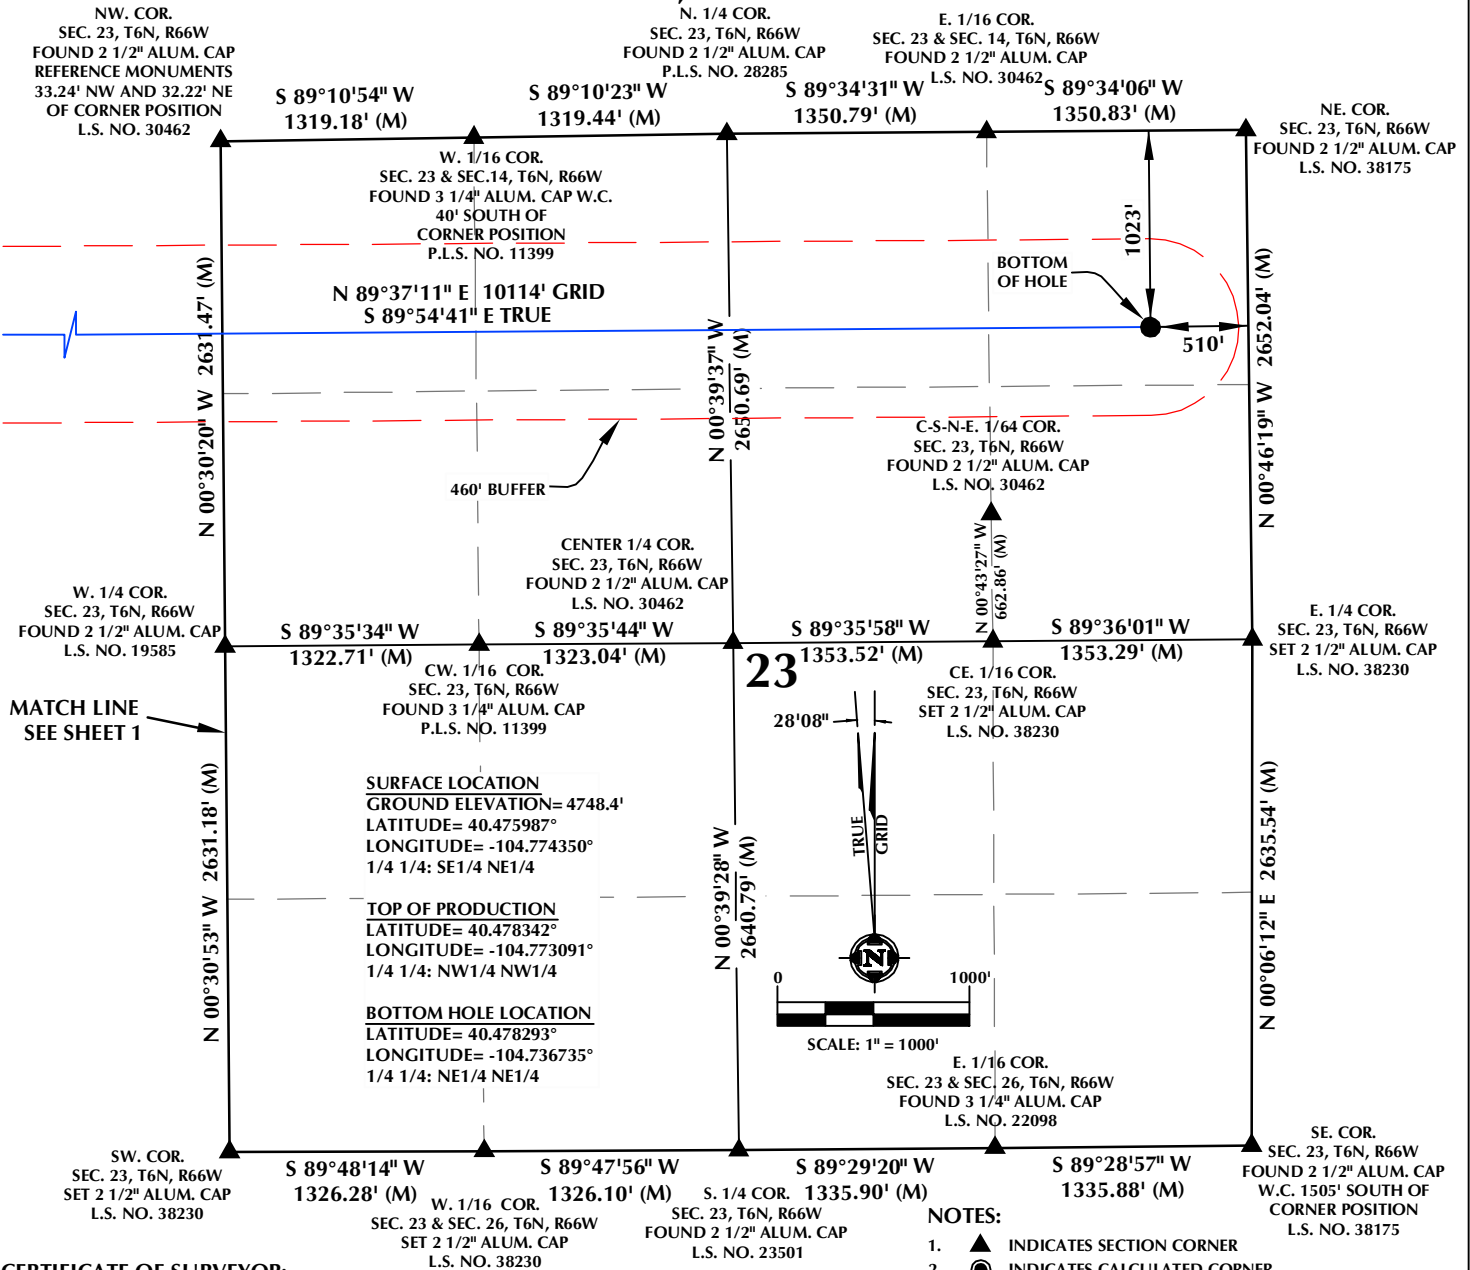 NW. COR.
SEC. 23, T6N, R66W
FOUND 2 1/2" ALUM. CAP
REFERENCE MONUMENTS
33.24' NW AND 32.22' NE
OF CORNER POSITION
L.S. NO. 30462
N. 1/4 COR.
SEC. 23, T6N, R66W
FOUND 2 1/2" ALUM. CAP
P.L.S. NO. 28285
E. 1/16 COR.
SEC. 23 & SEC. 14, T6N, R66W
FOUND 2 1/2" ALUM. CAP
L.S. NO. 30462
NE. COR.
SEC. 23, T6N, R66W
FOUND 2 1/2" ALUM. CAP
L.S. NO. 38175
S 89°10'54" W
1319.18' (M)
S 89°10'23" W
1319.44' (M)
S 89°34'31" W
1350.79' (M)
S 89°34'06" W
1350.83' (M)
W. 1/16 COR.
SEC. 23 & SEC.14, T6N, R66W
FOUND 3 1/4" ALUM. CAP W.C.
40' SOUTH OF
CORNER POSITION
P.L.S. NO. 11399
1023'
BOTTOM
OF HOLE
510'
N 89°37'11" E 10114' GRID
S 89°54'41" E TRUE
N 00°30'20" W 2631.47' (M)
N 00°39'37" W
2650.69' (M)
N 00°46'19" W 2652.04' (M)
460' BUFFER
C-S-N-E. 1/64 COR.
SEC. 23, T6N, R66W
FOUND 2 1/2" ALUM. CAP
L.S. NO. 30462
N 00°43'27" W
662.86' (M)
CENTER 1/4 COR.
SEC. 23, T6N, R66W
FOUND 2 1/2" ALUM. CAP
L.S. NO. 30462
W. 1/4 COR.
SEC. 23, T6N, R66W
FOUND 2 1/2" ALUM. CAP
L.S. NO. 19585
E. 1/4 COR.
SEC. 23, T6N, R66W
SET 2 1/2" ALUM. CAP
L.S. NO. 38230
S 89°35'34" W
1322.71' (M)
S 89°35'44" W
1323.04' (M)
S 89°35'58" W
1353.52' (M)
S 89°36'01" W
1353.29' (M)
23
CW. 1/16 COR.
SEC. 23, T6N, R66W
FOUND 3 1/4" ALUM. CAP
P.L.S. NO. 11399
CE. 1/16 COR.
SEC. 23, T6N, R66W
SET 2 1/2" ALUM. CAP
L.S. NO. 38230
MATCH LINE
SEE SHEET 1
28'08"
TRUE
GRID
N
SURFACE LOCATION
GROUND ELEVATION= 4748.4'
LATITUDE= 40.475987°
LONGITUDE= -104.774350°
1/4 1/4: SE1/4 NE1/4
TOP OF PRODUCTION
LATITUDE= 40.478342°
LONGITUDE= -104.773091°
1/4 1/4: NW1/4 NW1/4
BOTTOM HOLE LOCATION
LATITUDE= 40.478293°
LONGITUDE= -104.736735°
1/4 1/4: NE1/4 NE1/4
N 00°30'53" W 2631.18' (M)
N 00°39'28" W
2640.79' (M)
N 00°06'12" E 2635.54' (M)
0 1000'
SCALE: 1" = 1000'
E. 1/16 COR.
SEC. 23 & SEC. 26, T6N, R66W
FOUND 3 1/4" ALUM. CAP
L.S. NO. 22098
SW. COR.
SEC. 23, T6N, R66W
SET 2 1/2" ALUM. CAP
L.S. NO. 38230
S 89°48'14" W
1326.28' (M)
S 89°47'56" W
1326.10' (M)
S 89°29'20" W
1335.90' (M)
S 89°28'57" W
1335.88' (M)
W. 1/16 COR.
SEC. 23 & SEC. 26, T6N, R66W
SET 2 1/2" ALUM. CAP
L.S. NO. 38230
S. 1/4 COR.
SEC. 23, T6N, R66W
FOUND 2 1/2" ALUM. CAP
L.S. NO. 23501
SE. COR.
SEC. 23, T6N, R66W
FOUND 2 1/2" ALUM. CAP
W.C. 1505' SOUTH OF
CORNER POSITION
L.S. NO. 38175
NOTES:
1. INDICATES SECTION CORNER
2. INDICATES CALCULATED CORNER
CERTIFICATE OF SURVEYOR: